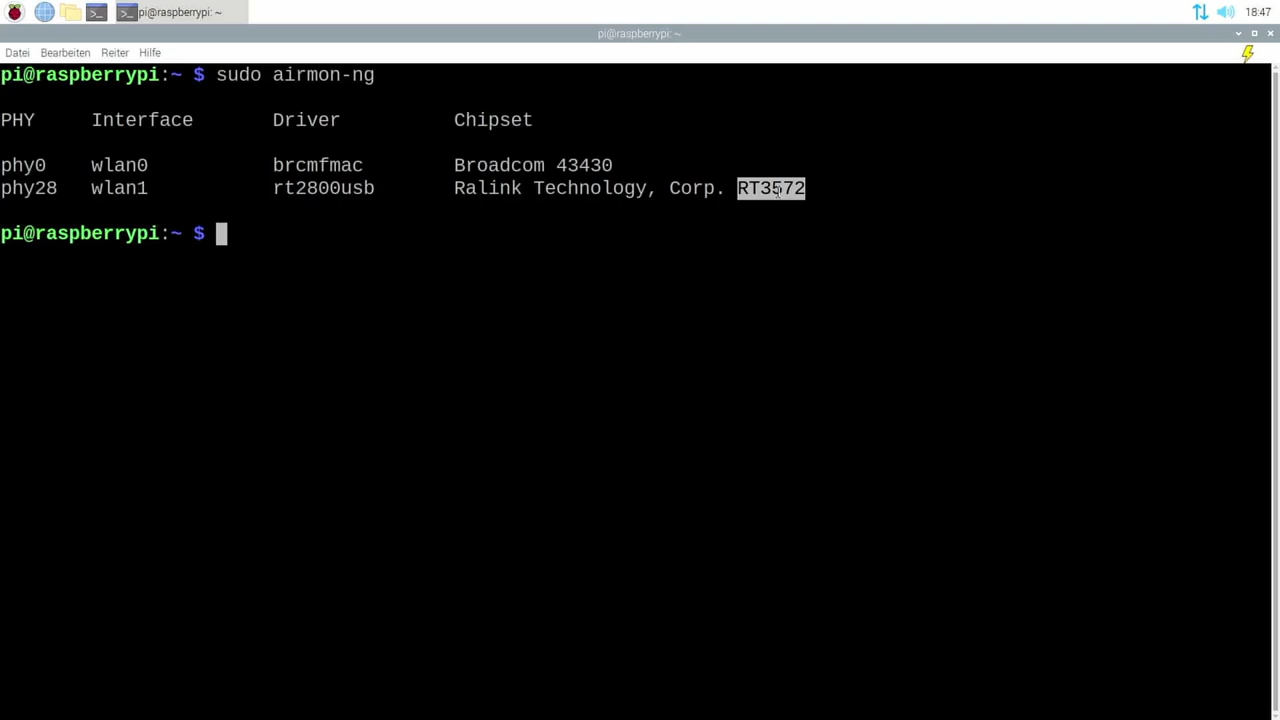 pi@raspberrypi: ~
18:47
pi@raspberrypi: ~
Datei Bearbeiten Reiter Hilfe
pi@raspberrypi:~ $ sudo airmon-ng
PHY Interface Driver Chipset
phy0 wlan0 brcmfmac Broadcom 43430
phy28 wlan1 rt2800usb Ralink Technology, Corp. RT3572
pi@raspberrypi:~ $